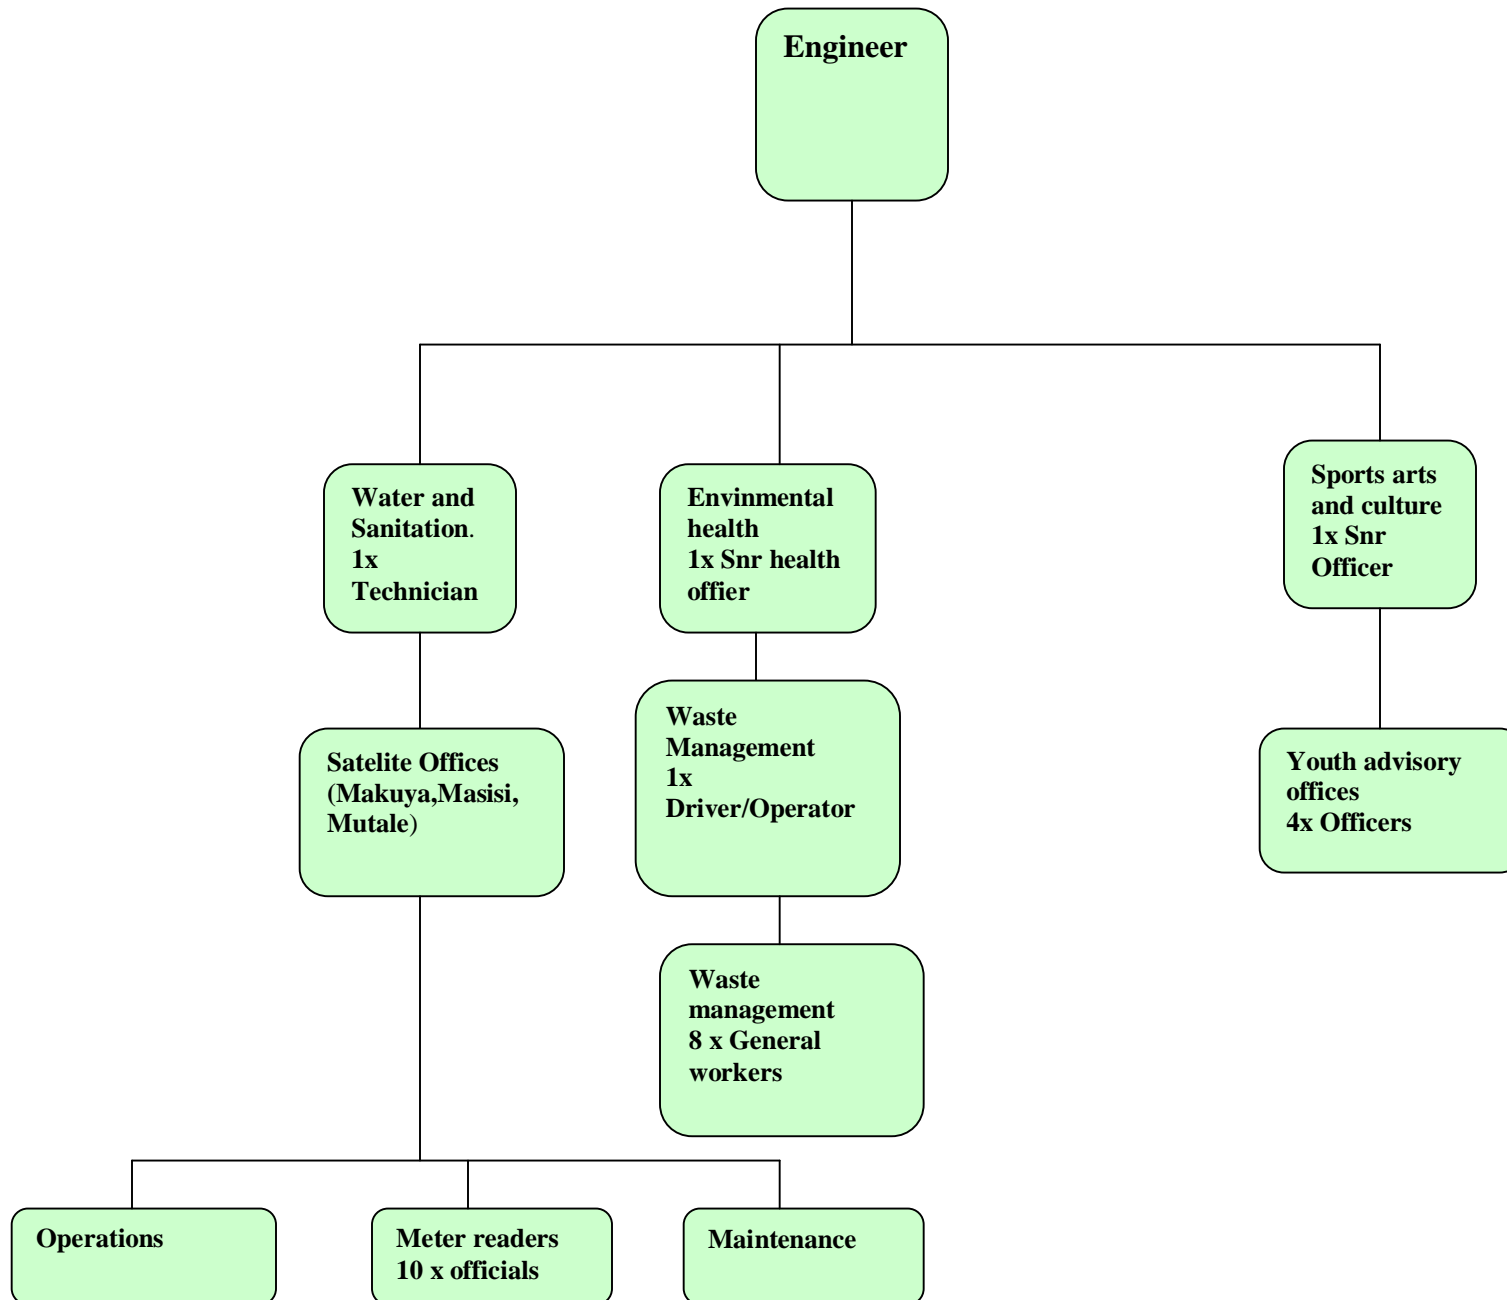 Engineer
Water and
Sanitation.
1x
Technician
Envinmental
health
1x Snr health
offier
Sports arts
and culture
1x Snr
Officer
Satelite Offices
(Makuya,Masisi,
Mutale)
Waste
Management
1x
Driver/Operator
Youth advisory
offices
4x Officers
Waste
management
8 x General
workers
Operations
Meter readers
10 x officials
Maintenance